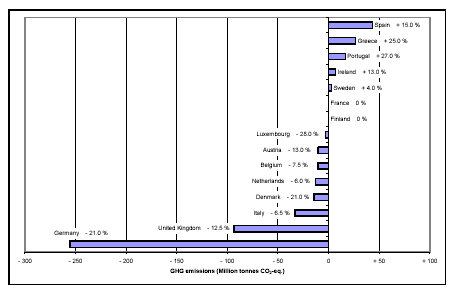 Spain + 15.0 %
Greece + 25.0 %
Portugal + 27.0 %
Ireland + 13.0 %
Sweden + 4.0 %
France 0 %
Finland 0 %
Luxembourg - 28.0 %
Austria - 13.0 %
Belgium - 7.5 %
Netherlands - 6.0 %
Denmark - 21.0 %
Italy - 6.5 %
United Kingdom - 12.5 %
Germany - 21.0 %
- 300 - 250 - 200 - 150 - 100 - 50 0 + 50 + 100
GHG emissions (Million tonnes CO₂-eq.)